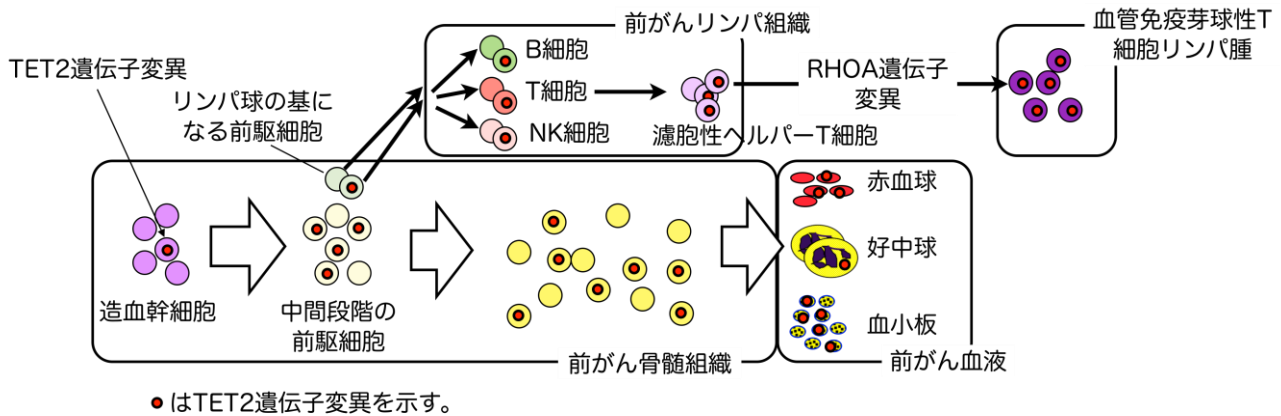 前がんリンパ組織
血管免疫芽球性T
細胞リンパ腫
TET2遺伝子変異
リンパ球の基に
なる前駆細胞
B細胞
T細胞
NK細胞
濾胞性ヘルパーT細胞
RHOA遺伝子
変異
造血幹細胞
中間段階の
前駆細胞
前がん骨髄組織
赤血球
好中球
血小板
前がん血液
はTET2遺伝子変異を示す。